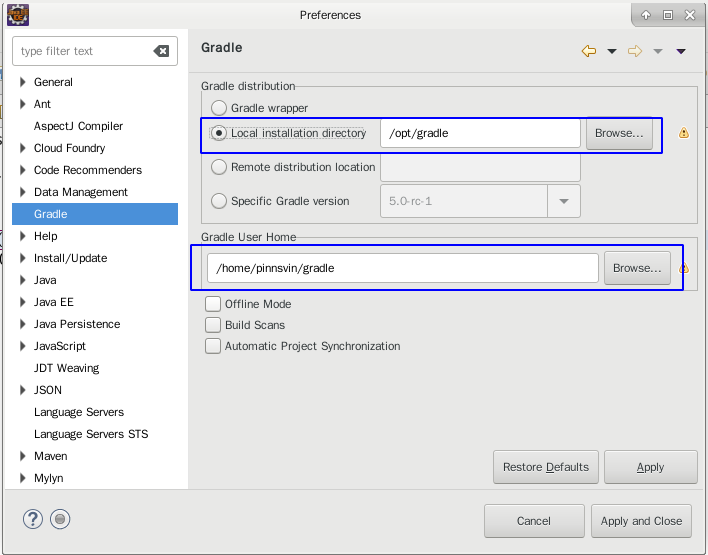 Preferences
type filter text
General
Ant
AspectJ Compiler
Cloud Foundry
Code Recommenders
Data Management
Gradle
Help
Install/Update
Java
Java EE
Java Persistence
JavaScript
JDT Weaving
JSON
Language Servers
Language Servers STS
Maven
Mylyn
Gradle
Gradle distribution
Gradle wrapper
Local installation directory /opt/gradle Browse...
Remote distribution location
Specific Gradle version 5.0-rc-1
Gradle User Home
/home/pinnsvin/gradle Browse...
Offline Mode
Build Scans
Automatic Project Synchronization
Restore Defaults Apply
Cancel Apply and Close